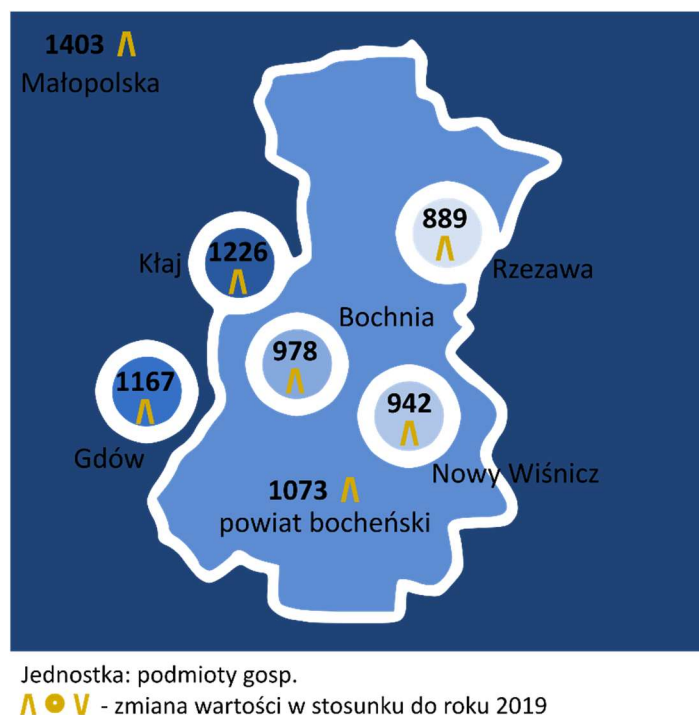 1403
Małopolska
889
Kłaj
1226
Rzezawa
Bochnia
978
1167
942
Gdów
Nowy Wiśnicz
1073
powiat bocheński
Jednostka: podmioty gosp.
- zmiana wartości w stosunku do roku 2019